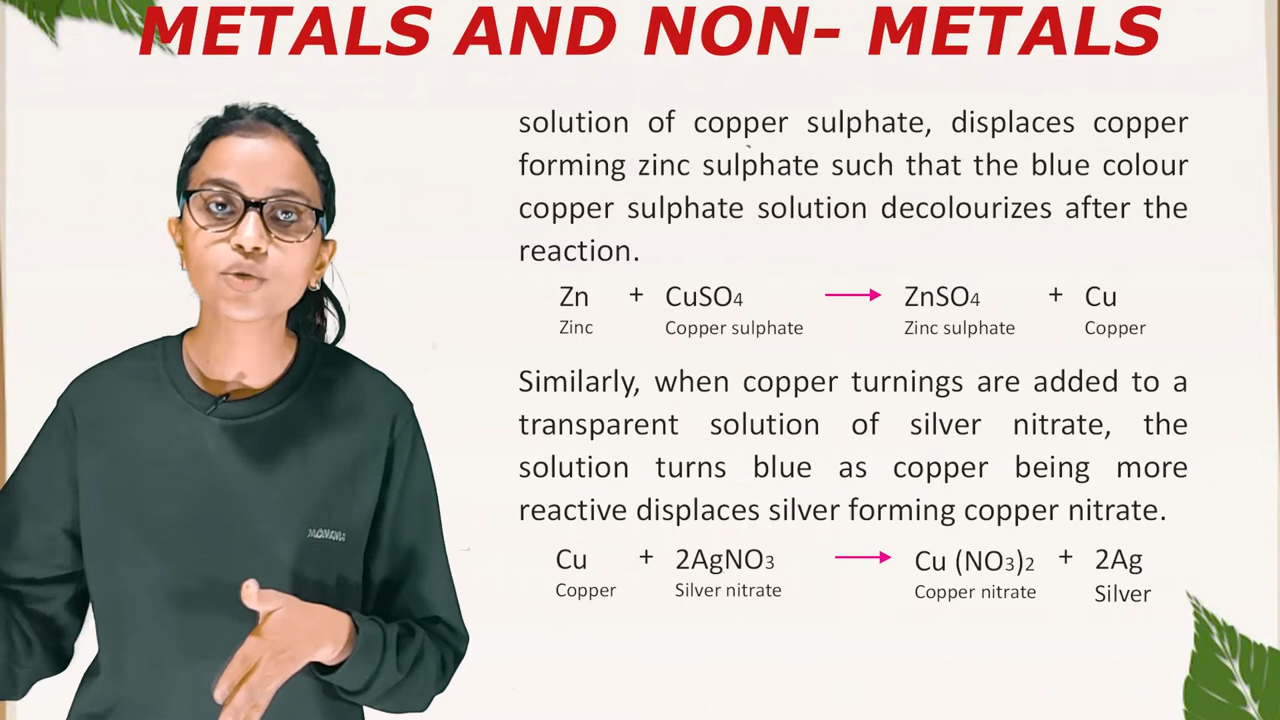 METALS AND NON- METALS
solution of copper sulphate, displaces copper
forming zinc sulphate such that the blue colour
copper sulphate solution decolourizes after the
reaction.
Zn + CuSO4 → ZnSO4 + Cu
Zinc Copper sulphate Zinc sulphate Copper
Similarly, when copper turnings are added to a
transparent solution of silver nitrate, the
solution turns blue as copper being more
reactive displaces silver forming copper nitrate.
Cu + 2AgNO3 → Cu (NO3)2 + 2Ag
Copper Silver nitrate Copper nitrate Silver